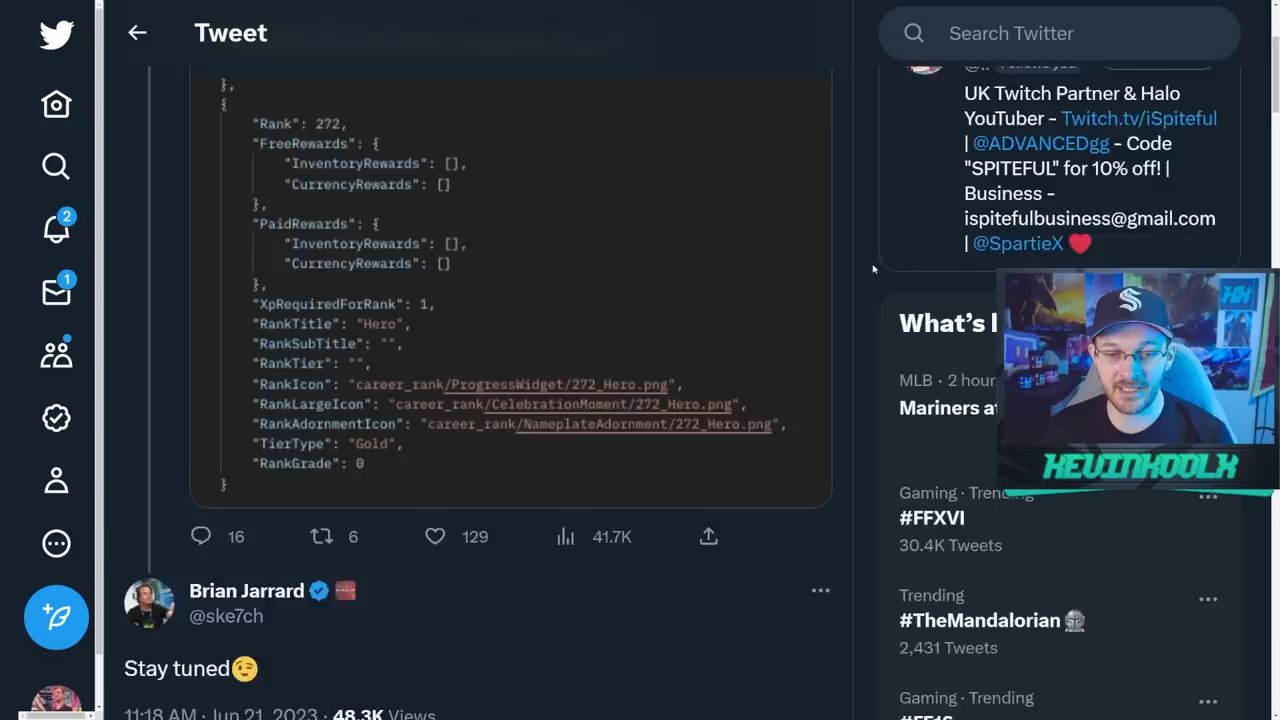 Tweet
Search Twitter
},
{
"Rank": 272,
"FreeRewards": {
"InventoryRewards": [],
"CurrencyRewards": []
},
"PaidRewards": {
"InventoryRewards": [],
"CurrencyRewards": []
},
"XpRequiredForRank": 1,
"RankTitle": "Hero",
"RankSubTitle": "",
"RankTier": "",
"RankIcon": "career_rank/ProgressWidget/272_Hero.png",
"RankLargeIcon": "career_rank/CelebrationMoment/272_Hero.png",
"RankAdornmentIcon": "career_rank/NameplateAdornment/272_Hero.png",
"TierType": "Gold",
"RankGrade": 0
}
16
6
129
41.7K
Brian Jarrard
@ske7ch
Stay tuned😉
11:18 AM · Jun 21, 2023 · 48.3K Views
2
1
UK Twitch Partner & Halo
YouTuber - Twitch.tv/iSpiteful
| @ADVANCEDgg - Code
"SPITEFUL" for 10% off! |
Business -
ispitefulbusiness@gmail.com
| @SpartieX ❤️
What's
MLB · 2 hour
Mariners
KEVINKOOLX
Gaming · Trending
#FFXVI
30.4K Tweets
Trending
#TheMandalorian
2,431 Tweets
Gaming · Trending